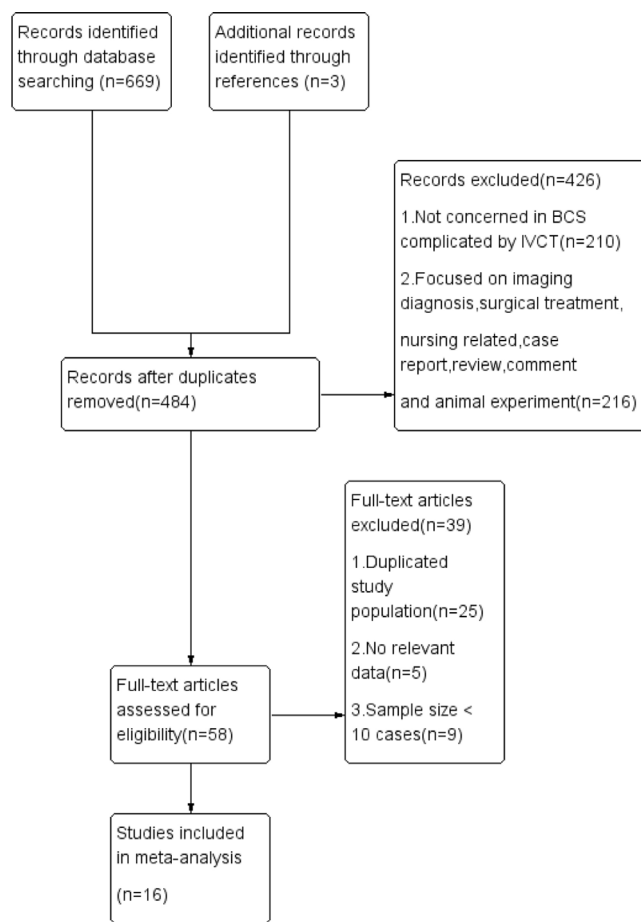 Records identified
through database
searching (n=669)
Additional records
identified through
references (n=3)
Records excluded(n=426)
1.Not concerned in BCS
complicated by IVCT(n=210)
2.Focused on imaging
diagnosis,surgical treatment,
nursing related,case
report,review,comment
and animal experiment(n=216)
Records after duplicates
removed(n=484)
Full-text articles
excluded(n=39)
1.Duplicated
study
population(n=25)
2.No relevant
data(n=5)
3.Sample size <
10 cases(n=9)
Full-text articles
assessed for
eligibility(n=58)
Studies included
in meta-analysis
(n=16)